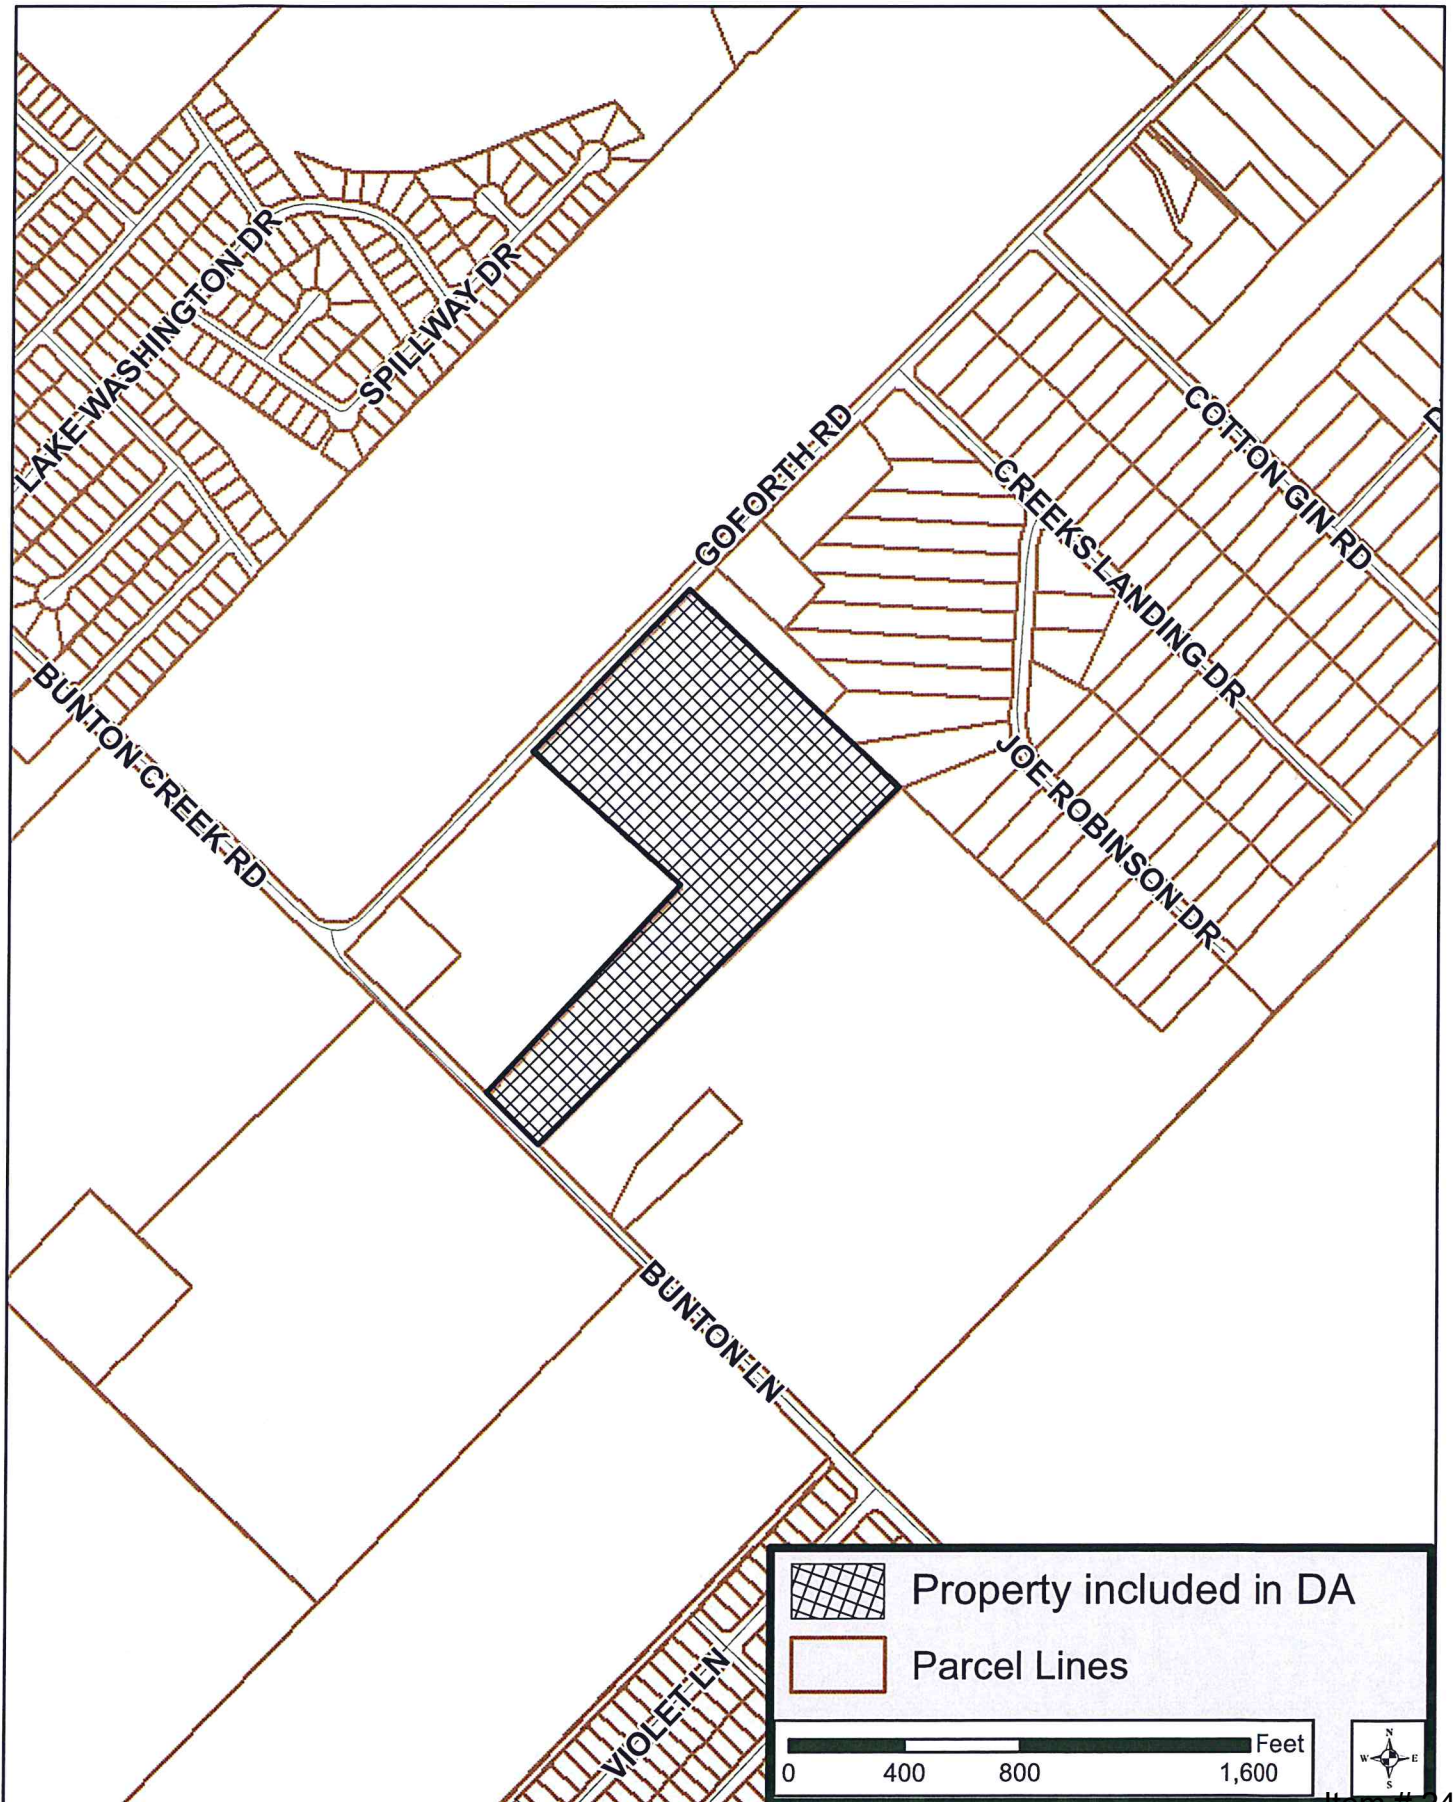 LAKE WASHINGTON DR
SPILLWAY DR
GOFORTH RD
COTTON GIN RD
CREEKS LANDING DR
BUNTON CREEK RD
JOE ROBINSON DR
BUNTON LN
VIOLET LN
Property included in DA
Parcel Lines
Feet
0 400 800 1,600
N
W E
S